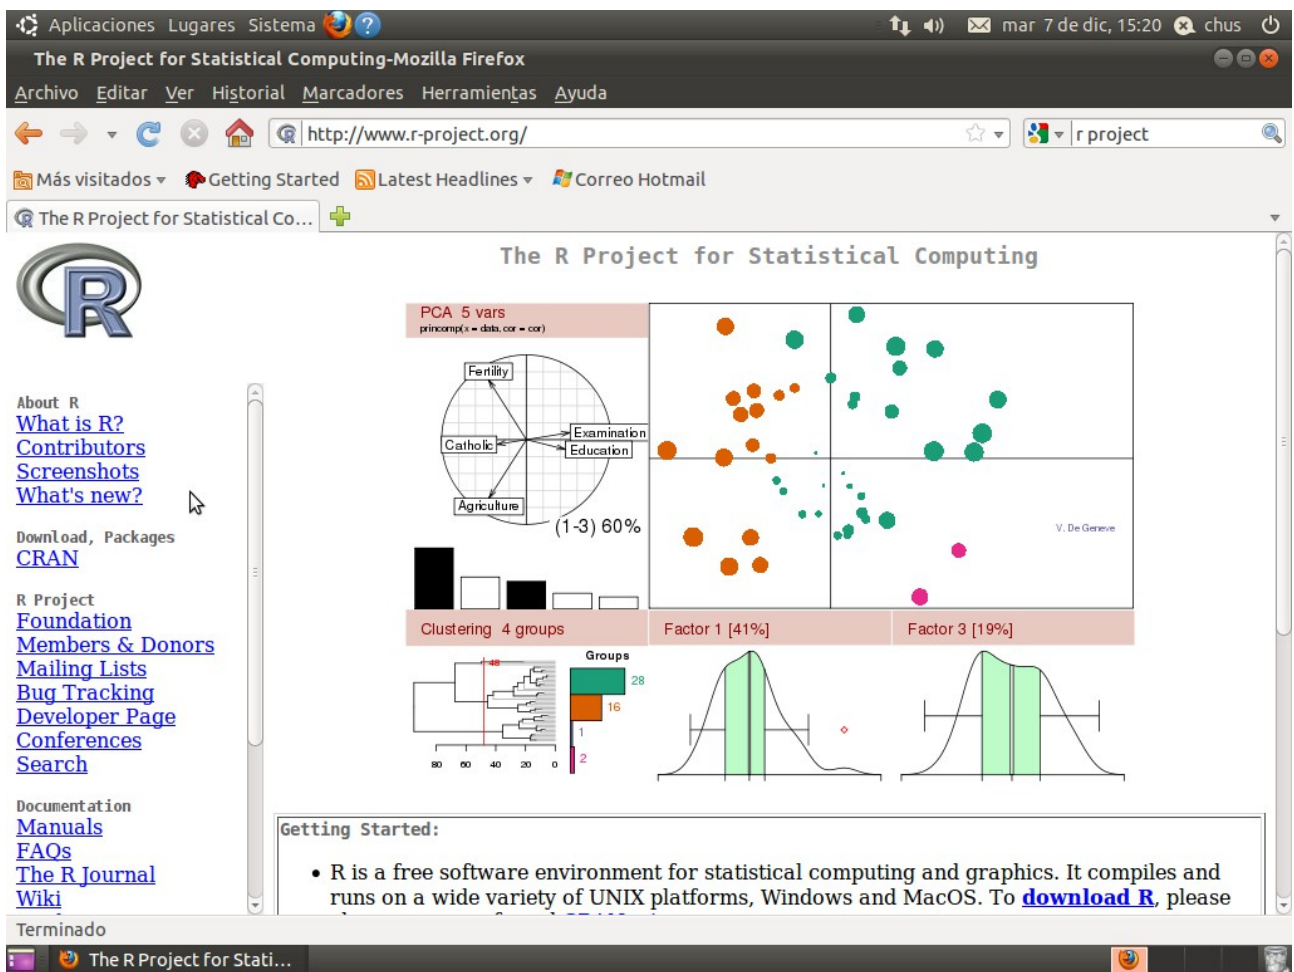 Aplicaciones Lugares Sistema ? mar 7 de dic, 15:20 chus
The R Project for Statistical Computing-Mozilla Firefox
Archivo Editar Ver Historial Marcadores Herramientas Ayuda
http://www.r-project.org/ r project
Más visitados Getting Started Latest Headlines Correo Hotmail
The R Project for Statistical Co...
R
About R
What is R?
Contributors
Screenshots
What's new?
Download, Packages
CRAN
R Project
Foundation
Members & Donors
Mailing Lists
Bug Tracking
Developer Page
Conferences
Search
Documentation
Manuals
FAQs
The R Journal
Wiki
The R Project for Statistical Computing
PCA 5 vars
princomp(x = data, cor = cor)
Fertility
Examination
Catholic
Education
Agriculture
(1-3) 60%
V. De Geneve
Clustering 4 groups
Factor 1 [41%]
Factor 3 [19%]
48
Groups
28
16
1
2
80 60 40 20 0
Getting Started:
• R is a free software environment for statistical computing and graphics. It compiles and
runs on a wide variety of UNIX platforms, Windows and MacOS. To download R, please
Terminado
The R Project for Stati...